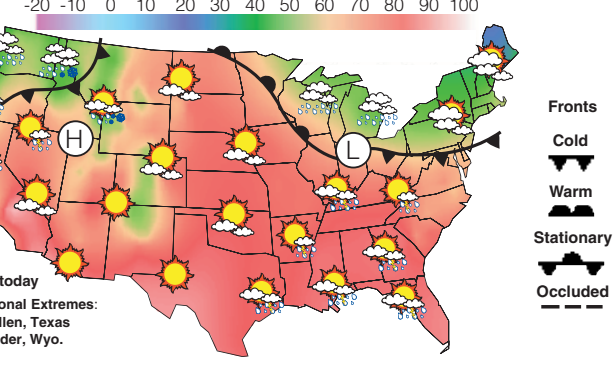 -20 -10 0 10 20 30 40 50 60 70 80 90 100
H
L
Fronts
Cold
Warm
Stationary
Occluded
today
onal Extremes:
llen, Texas
der, Wyo.